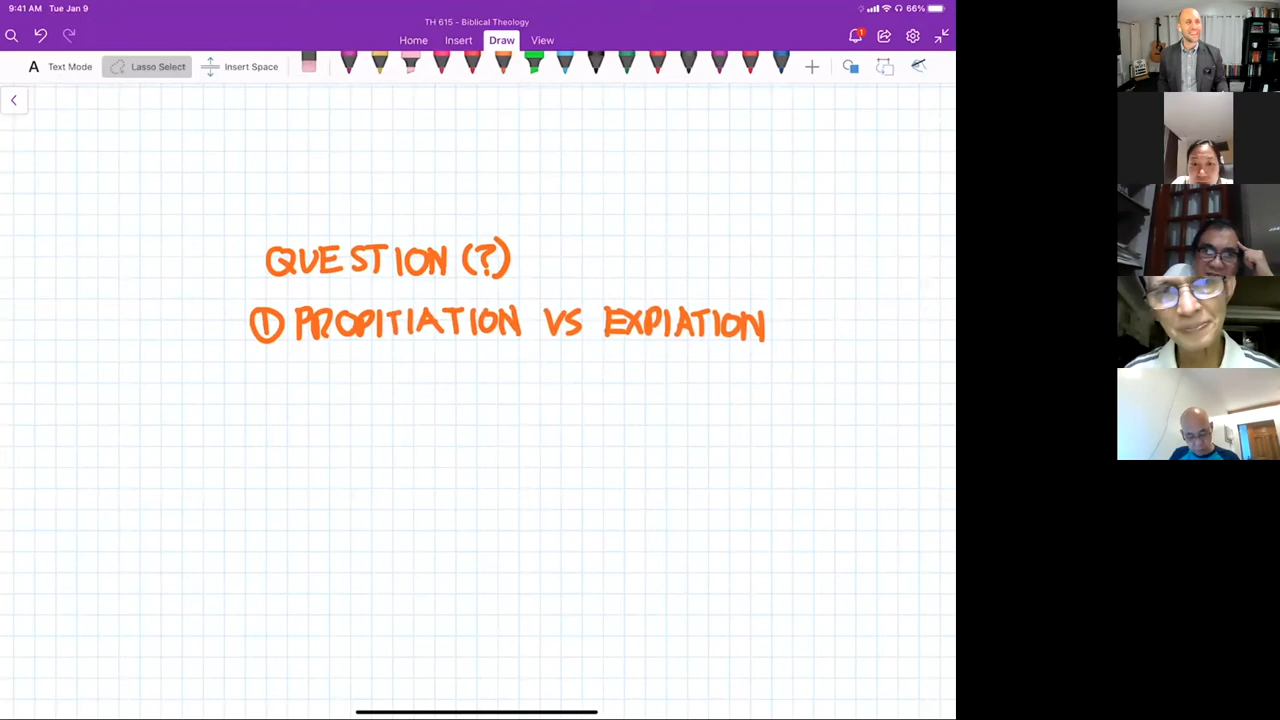 9:41 AM Tue Jan 9
66%
TH 615 - Biblical Theology
Home Insert Draw View
1
A Text Mode Lasso Select Insert Space
QUESTION (?)
① PROPITIATION VS EXPIATION